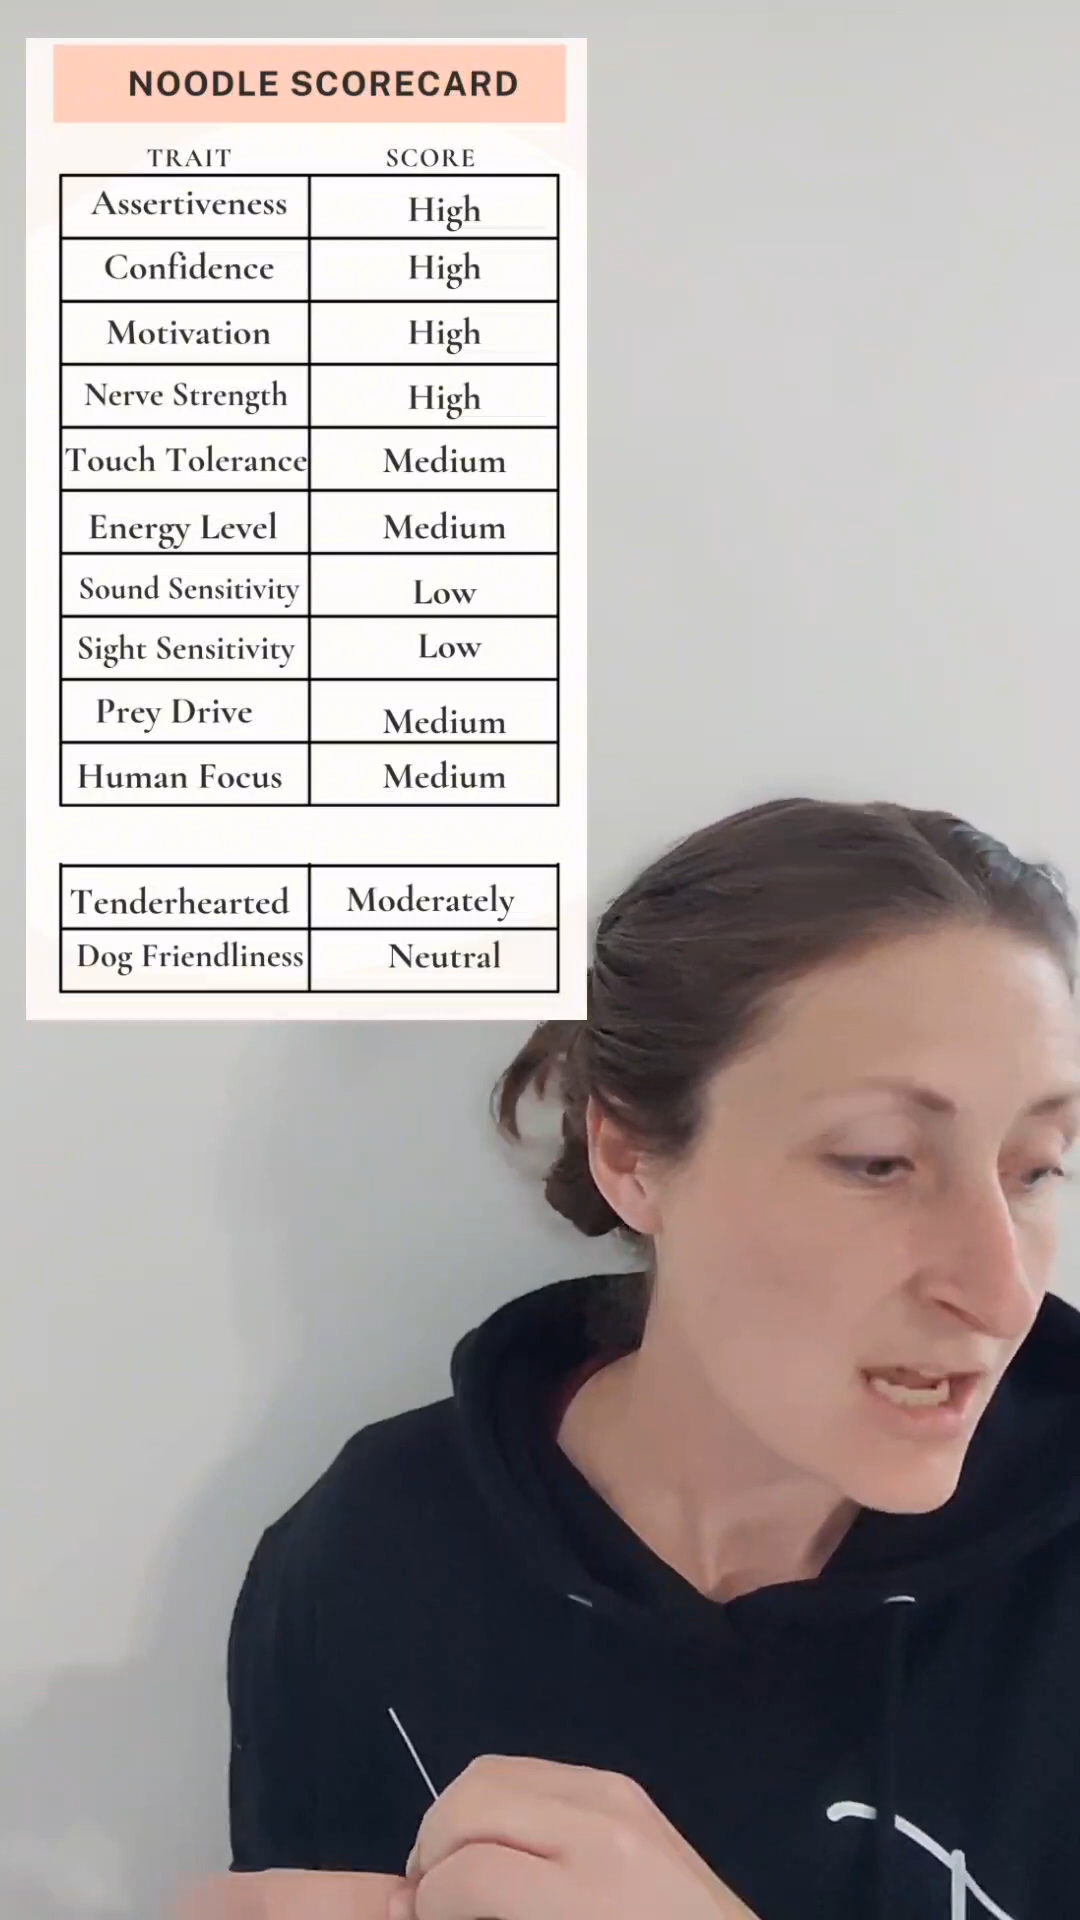 NOODLE SCORECARD
TRAIT SCORE
Assertiveness High
Confidence High
Motivation High
Nerve Strength High
Touch Tolerance Medium
Energy Level Medium
Sound Sensitivity Low
Sight Sensitivity Low
Prey Drive Medium
Human Focus Medium
Tenderhearted Moderately
Dog Friendliness Neutral